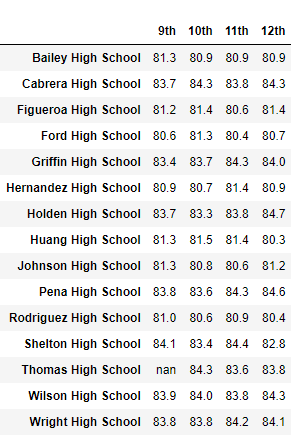 9th 10th 11th 12th
Bailey High School 81.3 80.9 80.9 80.9
Cabrera High School 83.7 84.3 83.8 84.3
Figueroa High School 81.2 81.4 80.6 81.4
Ford High School 80.6 81.3 80.4 80.7
Griffin High School 83.4 83.7 84.3 84.0
Hernandez High School 80.9 80.7 81.4 80.9
Holden High School 83.7 83.3 83.8 84.7
Huang High School 81.3 81.5 81.4 80.3
Johnson High School 81.3 80.8 80.6 81.2
Pena High School 83.8 83.6 84.3 84.6
Rodriguez High School 81.0 80.6 80.9 80.4
Shelton High School 84.1 83.4 84.4 82.8
Thomas High School nan 84.3 83.6 83.8
Wilson High School 83.9 84.0 83.8 84.3
Wright High School 83.8 83.8 84.2 84.1